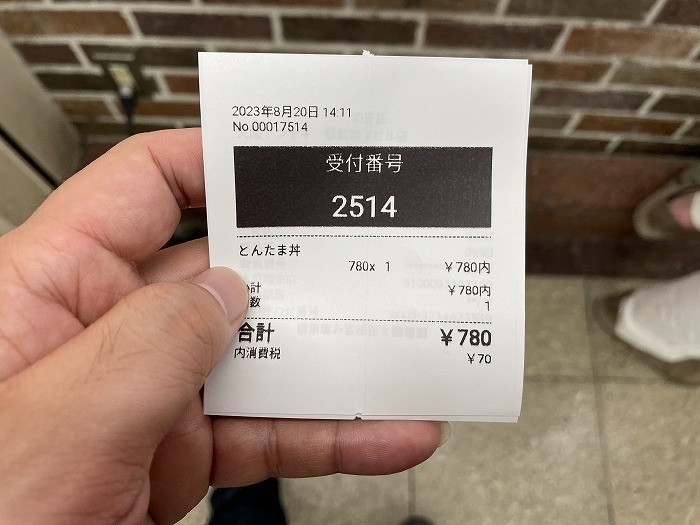 2023年8月20日 14:11
No.00017514
受付番号
2514
とんたま丼
780x 1 ¥780内
計 ¥780内
数 1
合計 ¥780
内消費税 ¥70